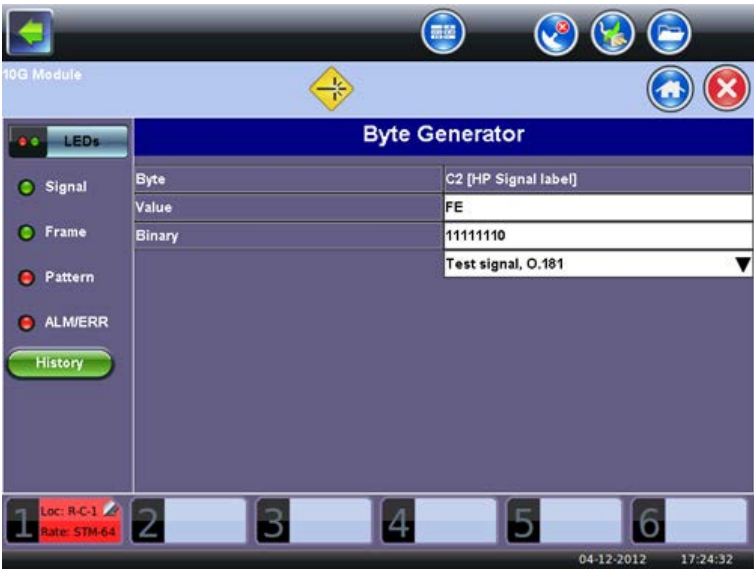 10G Module
LEDs
Byte Generator
Signal
Frame
Pattern
ALM/ERR
History
Byte C2 [HP Signal label]
Value FE
Binary 11111110
Test signal, O.181
1 Loc: R-C-1 Rate: STM-64
2
3
4
5
6
04-12-2012 17:24:32